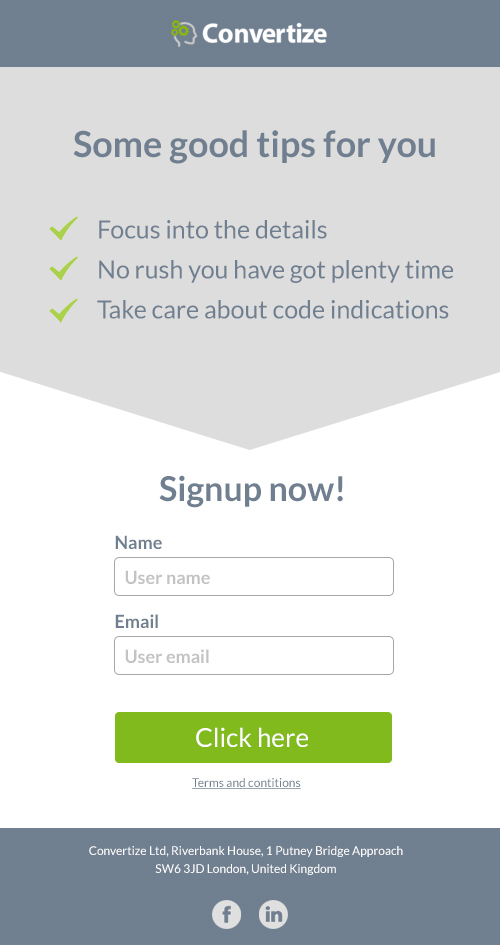 Convertize
Some good tips for you
Focus into the details
No rush you have got plenty time
Take care about code indications
Signup now!
Name
User name
Email
User email
Click here
Terms and contitions
Convertize Ltd, Riverbank House, 1 Putney Bridge Approach
SW6 3JD London, United Kingdom
f in